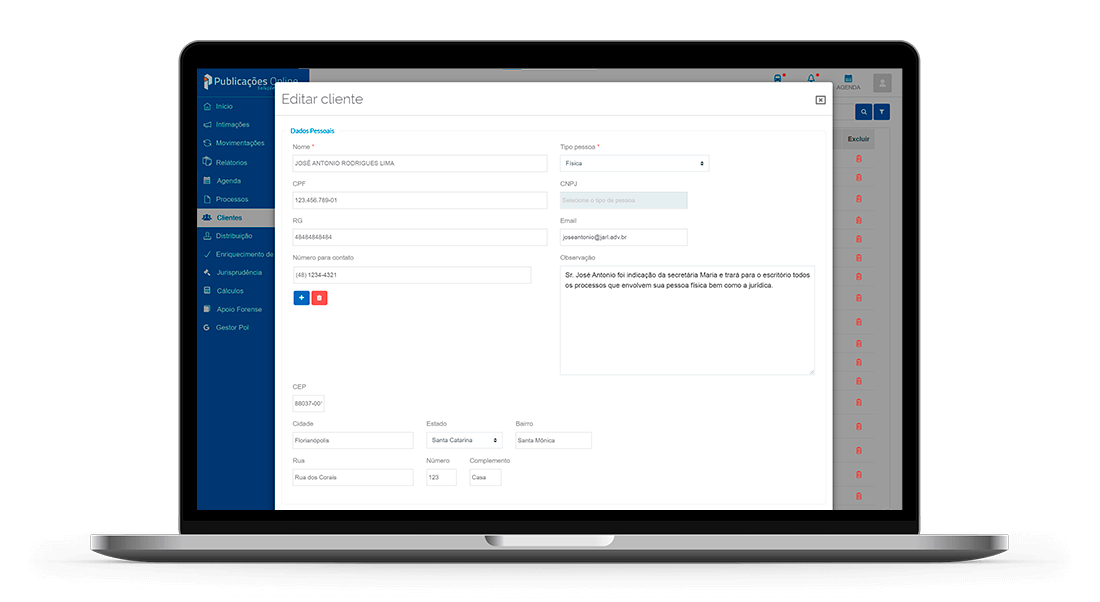 Publicações Online
AGENDA
Início
Intimações
Movimentações
Relatórios
Agenda
Processos
Clientes
Distribuição
Enriquecimento de
Jurisprudência
Cálculos
Apoio Forense
Gestor Pol
Excluir
Editar cliente
Dados Pessoais
Nome *
Tipo pessoa *
JOSÉ ANTONIO RODRIGUES LIMA
Física
CPF
CNPJ
123.456.789-01
Selecione o tipo de pessoa
RG
Email
48484848484
joseantonio@jarl.adv.br
Número para contato
Observação
(48) 1234-4321
Sr. José Antonio foi indicação da secretária Maria e trará para o escritório todos
os processos que envolvem sua pessoa física bem como a jurídica.
CEP
88037-00
Cidade
Estado
Bairro
Florianópolis
Santa Catarina
Santa Mônica
Rua
Número
Complemento
Rua dos Corais
123
Casa